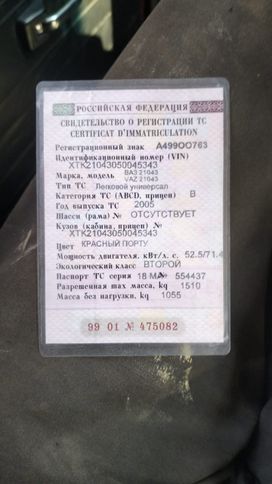 РОССИЙСКАЯ ФЕДЕРАЦИЯ
СВИДЕТЕЛЬСТВО О РЕГИСТРАЦИИ ТС
CERTIFICAT D'IMMATRICULATION
Регистрационный знак А499ОО763
Идентификационный номер (VIN)
XTK21043050045343
Марка, модель ВАЗ 21043
VAZ 21043
Тип ТС Легковой универсал
Категория ТС (ABCD, прицеп) B
Год выпуска ТС 2005
Шасси (рама) № ОТСУТСТВУЕТ
Кузов (кабина, прицеп) №
XTK21043050045343
Цвет КРАСНЫЙ ПОРТУ
Мощность двигателя, кВт/л. с. 52.5/71.4
Экологический класс ВТОРОЙ
Паспорт ТС серия 18 МА № 554437
Разрешенная max масса, kg 1510
Масса без нагрузки, kg 1055
99 01 № 475082